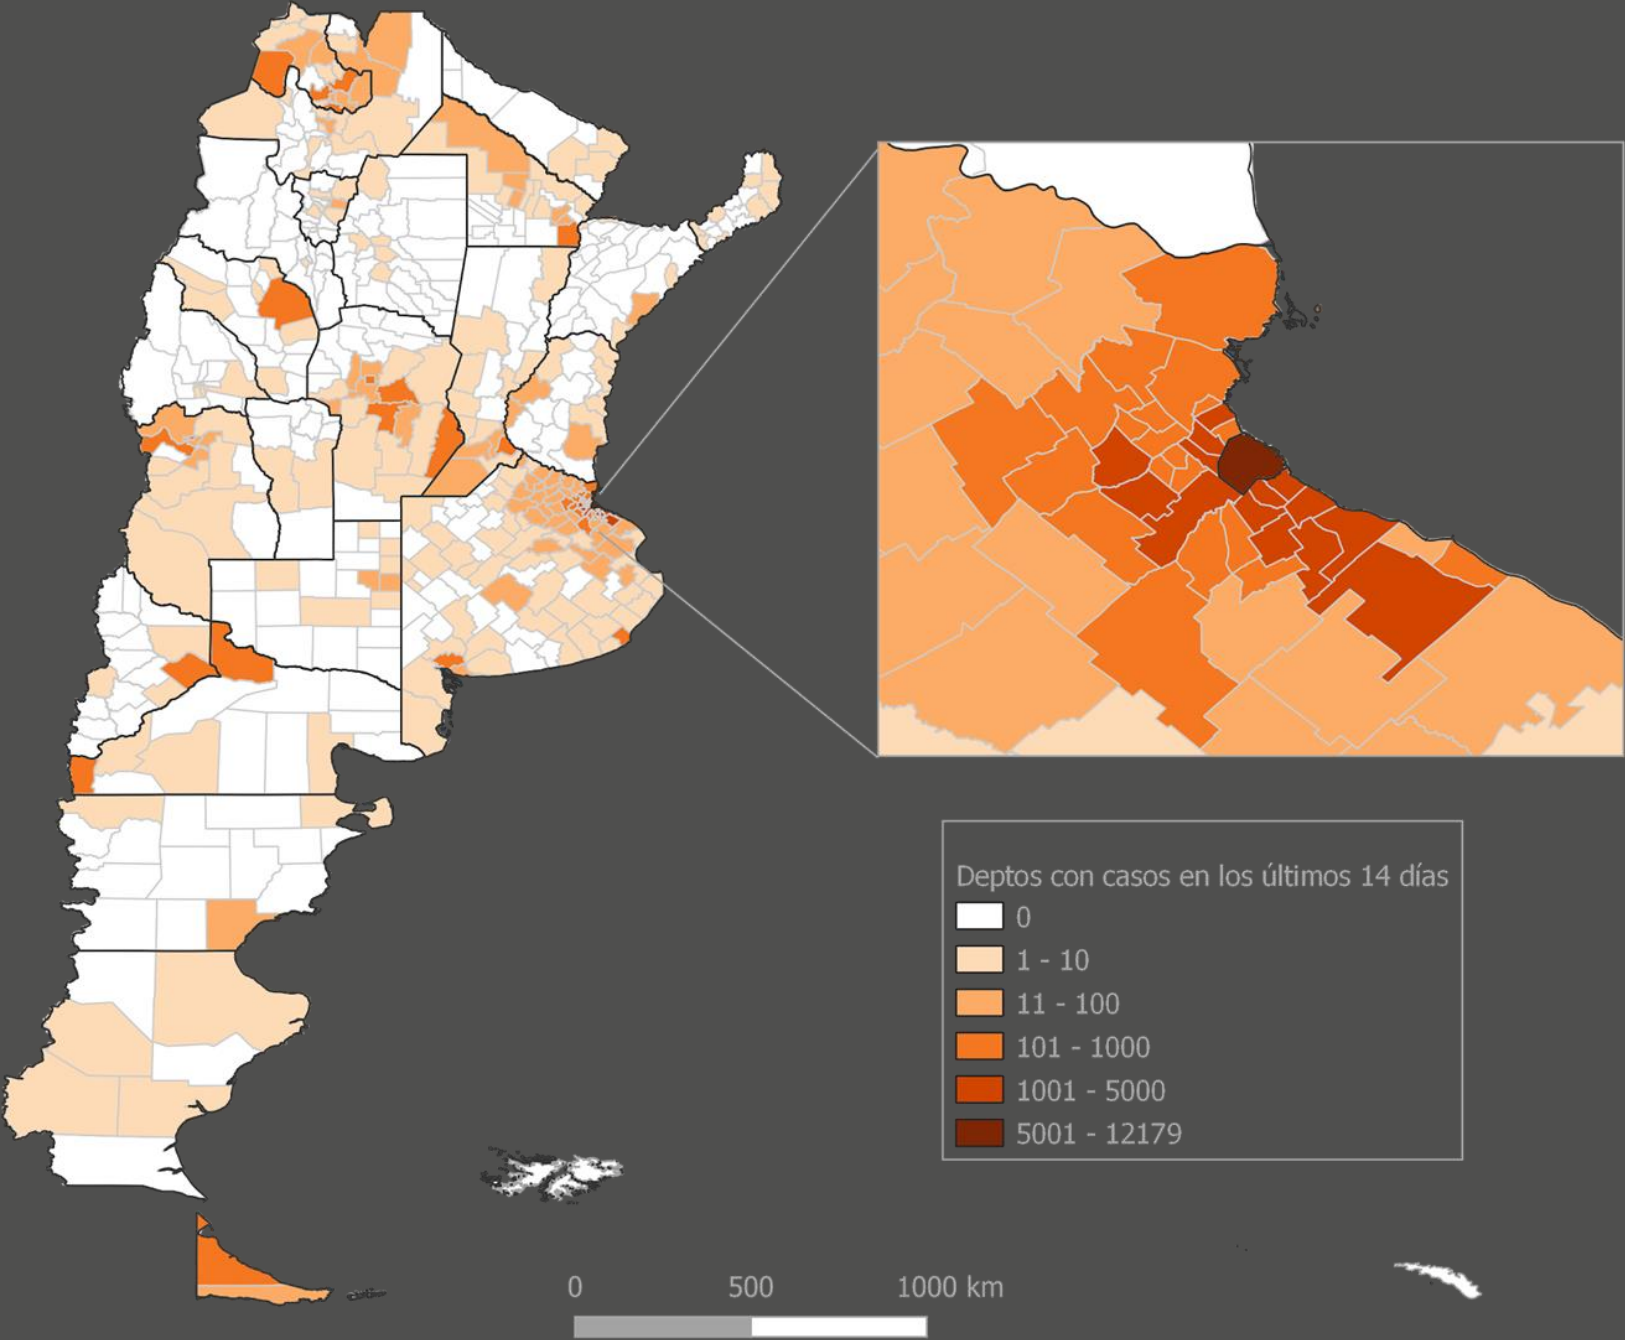 Deptos con casos en los últimos 14 días
0
1 - 10
11 - 100
101 - 1000
1001 - 5000
5001 - 12179
0 500 1000 km